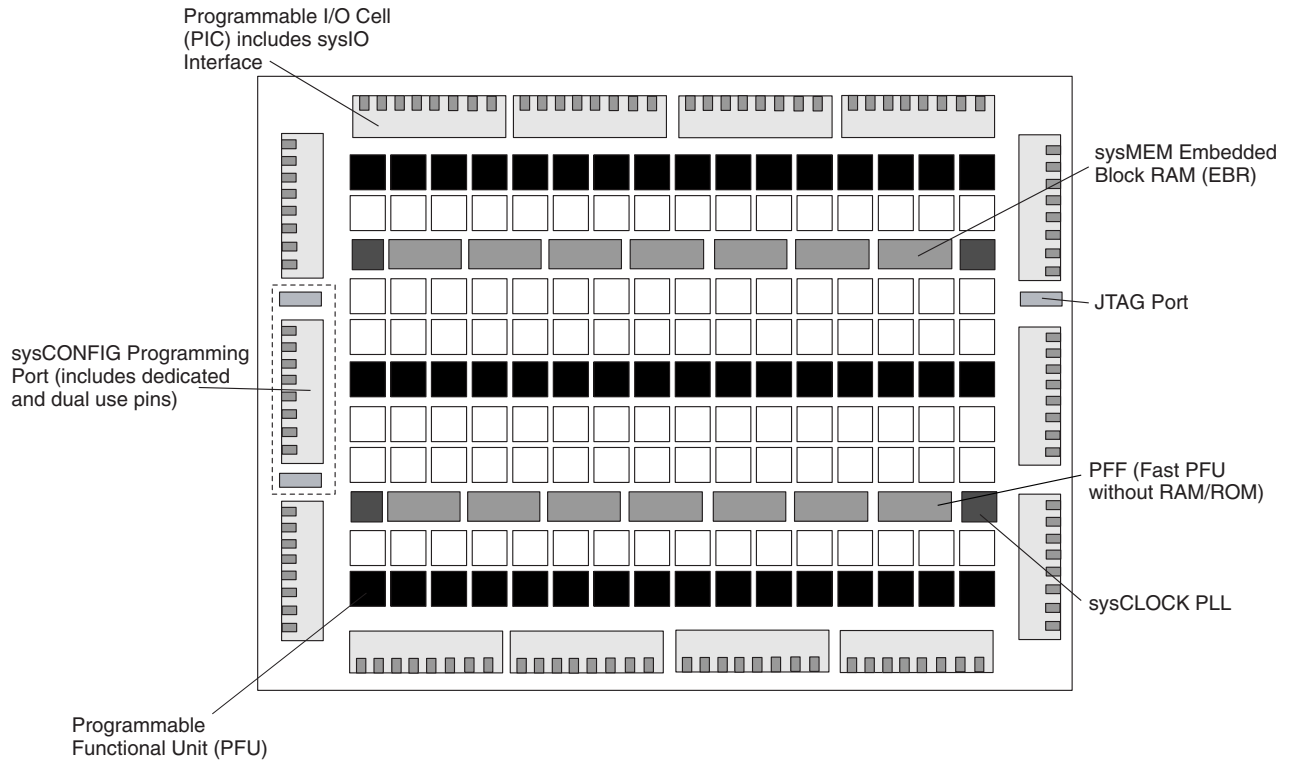 Programmable I/O Cell
(PIC) includes sysIO
Interface
sysMEM Embedded
Block RAM (EBR)
JTAG Port
sysCONFIG Programming
Port (includes dedicated
and dual use pins)
PFF (Fast PFU
without RAM/ROM)
sysCLOCK PLL
Programmable
Functional Unit (PFU)